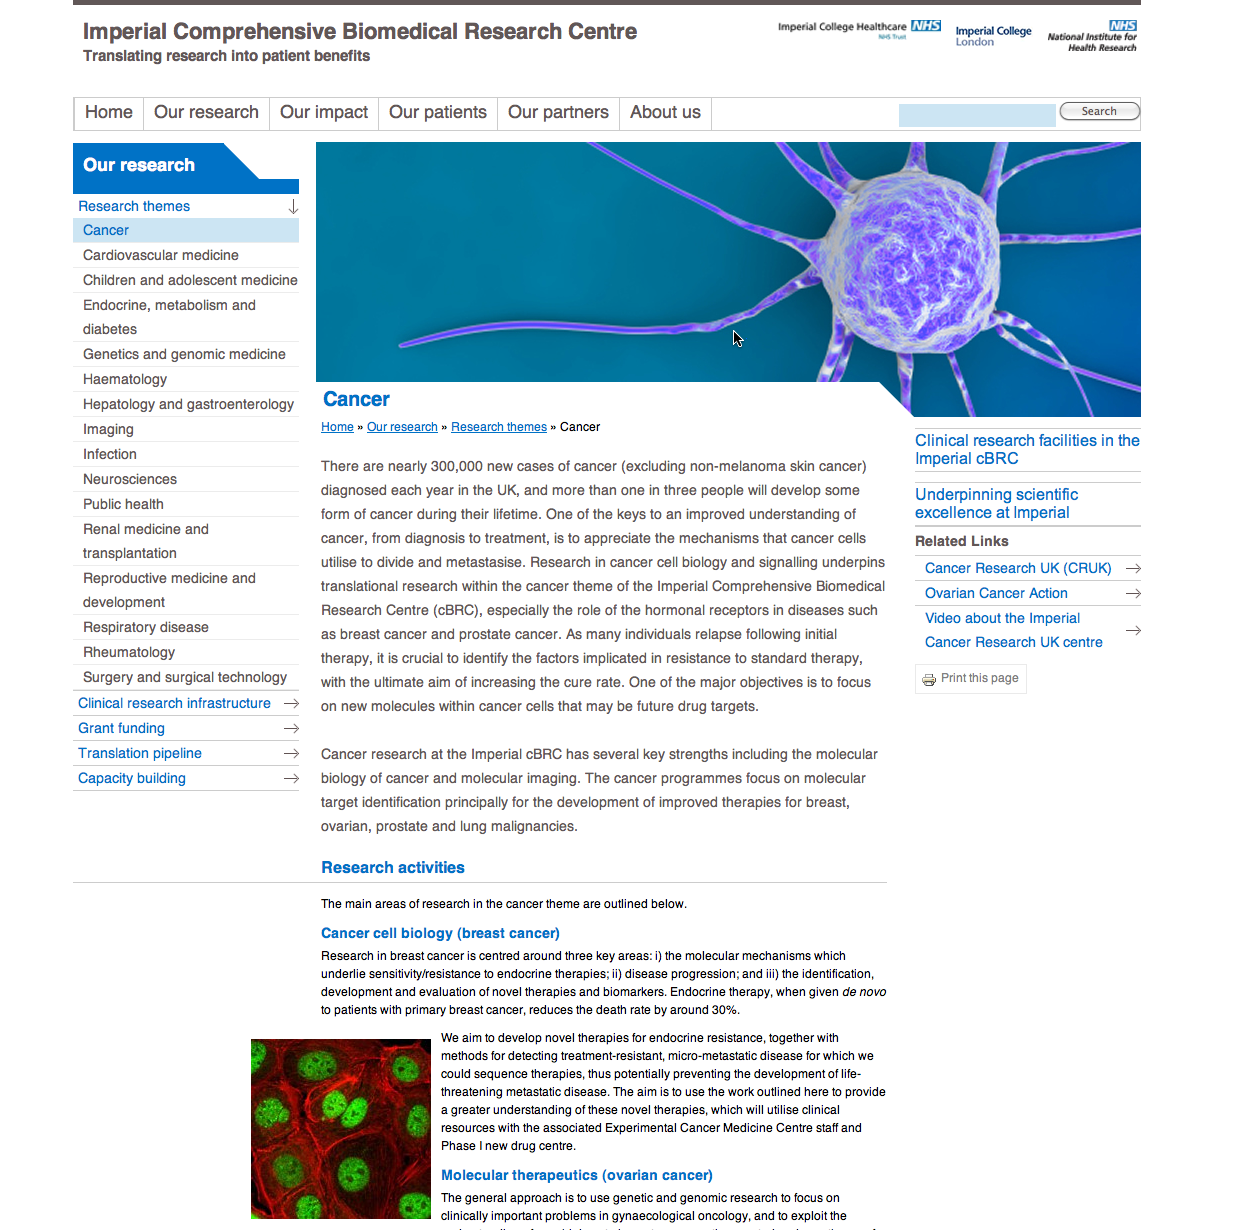 Imperial Comprehensive Biomedical Research Centre
Translating research into patient benefits
Imperial College Healthcare NHS
NHS Trust
Imperial College
London
NHS
National Institute for
Health Research
Home
Our research
Our impact
Our patients
Our partners
About us
Search
Our research
Research themes
Cancer
Cardiovascular medicine
Children and adolescent medicine
Endocrine, metabolism and
diabetes
Genetics and genomic medicine
Haematology
Hepatology and gastroenterology
Imaging
Infection
Neurosciences
Public health
Renal medicine and
transplantation
Reproductive medicine and
development
Respiratory disease
Rheumatology
Surgery and surgical technology
Clinical research infrastructure
Grant funding
Translation pipeline
Capacity building
Cancer
Home » Our research » Research themes » Cancer
There are nearly 300,000 new cases of cancer (excluding non-melanoma skin cancer)
diagnosed each year in the UK, and more than one in three people will develop some
form of cancer during their lifetime. One of the keys to an improved understanding of
cancer, from diagnosis to treatment, is to appreciate the mechanisms that cancer cells
utilise to divide and metastasise. Research in cancer cell biology and signalling underpins
translational research within the cancer theme of the Imperial Comprehensive Biomedical
Research Centre (cBRC), especially the role of the hormonal receptors in diseases such
as breast cancer and prostate cancer. As many individuals relapse following initial
therapy, it is crucial to identify the factors implicated in resistance to standard therapy,
with the ultimate aim of increasing the cure rate. One of the major objectives is to focus
on new molecules within cancer cells that may be future drug targets.
Cancer research at the Imperial cBRC has several key strengths including the molecular
biology of cancer and molecular imaging. The cancer programmes focus on molecular
target identification principally for the development of improved therapies for breast,
ovarian, prostate and lung malignancies.
Research activities
The main areas of research in the cancer theme are outlined below.
Cancer cell biology (breast cancer)
Research in breast cancer is centred around three key areas: i) the molecular mechanisms which
underlie sensitivity/resistance to endocrine therapies; ii) disease progression; and iii) the identification,
development and evaluation of novel therapies and biomarkers. Endocrine therapy, when given de novo
to patients with primary breast cancer, reduces the death rate by around 30%.
We aim to develop novel therapies for endocrine resistance, together with
methods for detecting treatment-resistant, micro-metastatic disease for which we
could sequence therapies, thus potentially preventing the development of life-
threatening metastatic disease. The aim is to use the work outlined here to provide
a greater understanding of these novel therapies, which will utilise clinical
resources with the associated Experimental Cancer Medicine Centre staff and
Phase I new drug centre.
Molecular therapeutics (ovarian cancer)
The general approach is to use genetic and genomic research to focus on
clinically important problems in gynaecological oncology, and to exploit the
Clinical research facilities in the
Imperial cBRC
Underpinning scientific
excellence at Imperial
Related Links
Cancer Research UK (CRUK)
Ovarian Cancer Action
Video about the Imperial
Cancer Research UK centre
Print this page